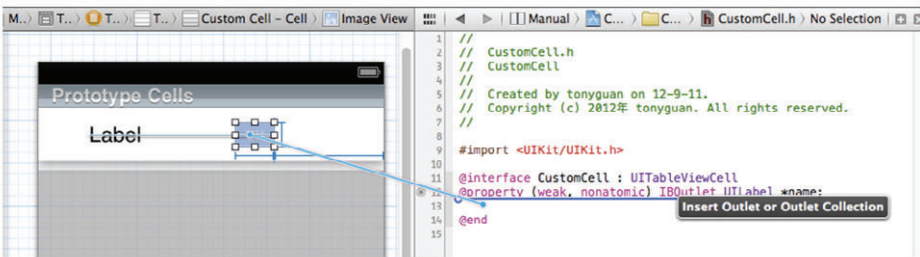 M.. T.. T.. T.. Custom Cell - Cell Image View
Manual C... C... h CustomCell.h No Selection
Prototype Cells
Label
1 //
2 // CustomCell.h
3 // CustomCell
4 //
5 // Created by tonyguan on 12-9-11.
6 // Copyright (c) 2012年 tonyguan. All rights reserved.
7 //
8
9 #import <UIKit/UIKit.h>
10
11 @interface CustomCell : UITableViewCell
12 @property (weak, nonatomic) IBOutlet UILabel *name;
Insert Outlet or Outlet Collection
13
14 @end
15